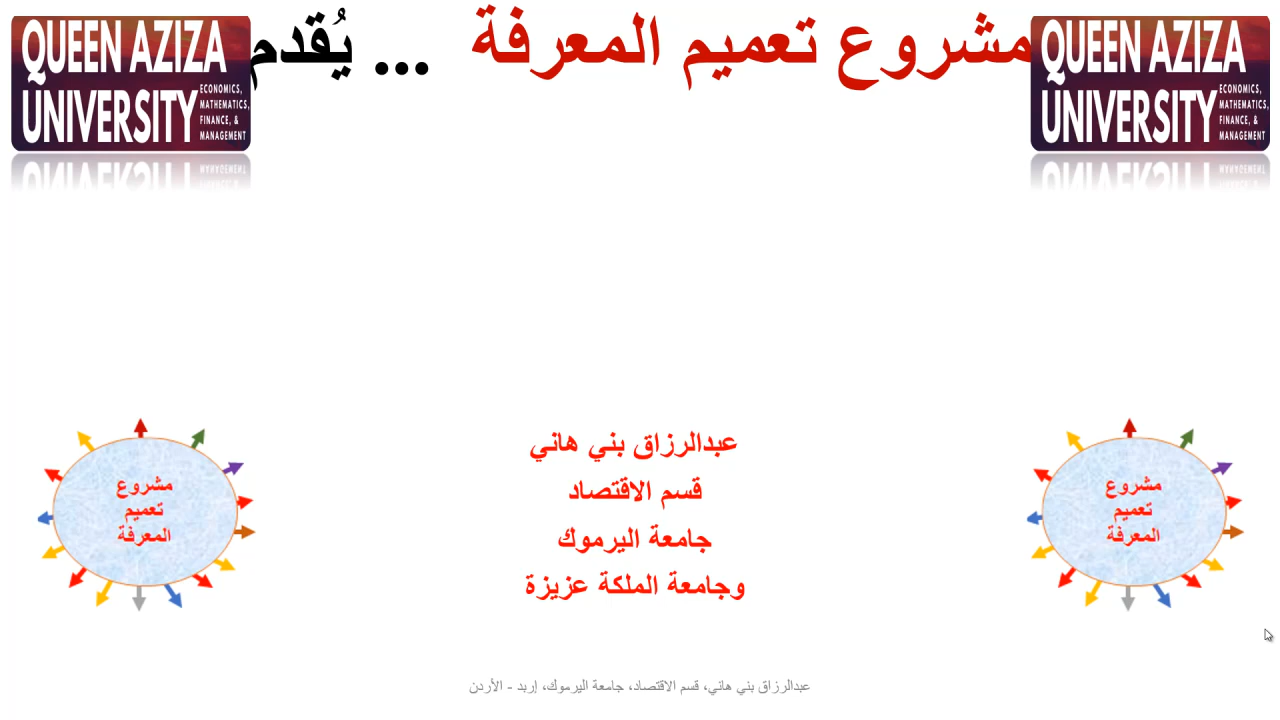 مشروع تعميم المعرفة ... يُقدم
QUEEN AZIZA
UNIVERSITY
ECONOMICS,
MATHEMATICS,
FINANCE, &
MANAGEMENT
QUEEN AZIZA
UNIVERSITY
ECONOMICS,
MATHEMATICS,
FINANCE, &
MANAGEMENT
عبدالرزاق بني هاني
قسم الاقتصاد
جامعة اليرموك
وجامعة الملكة عزيزة
مشروع
تعميم
المعرفة
مشروع
تعميم
المعرفة
عبدالرزاق بني هاني، قسم الاقتصاد، جامعة اليرموك، إربد - الأردن